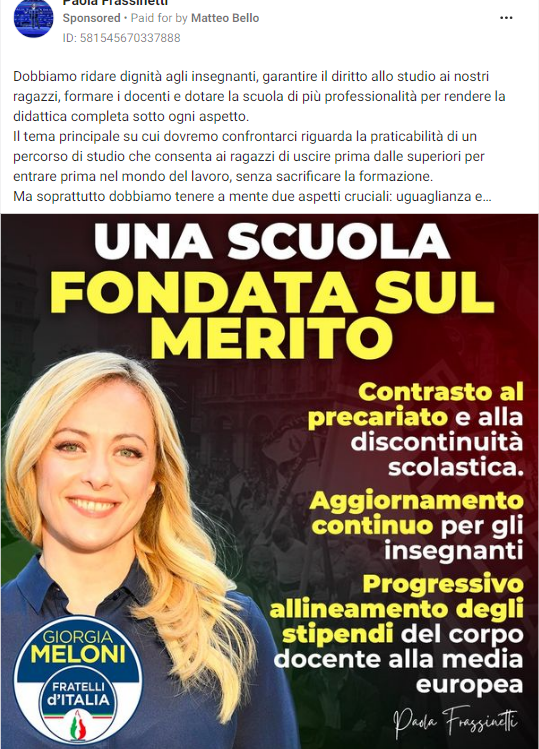 Paola Frassinetti
Sponsored • Paid for by Matteo Bello
ID: 581545670337888
Dobbiamo ridare dignità agli insegnanti, garantire il diritto allo studio ai nostri
ragazzi, formare i docenti e dotare la scuola di più professionalità per rendere la
didattica completa sotto ogni aspetto.
Il tema principale su cui dovremo confrontarci riguarda la praticabilità di un
percorso di studio che consenta ai ragazzi di uscire prima dalle superiori per
entrare prima nel mondo del lavoro, senza sacrificare la formazione.
Ma soprattutto dobbiamo tenere a mente due aspetti cruciali: uguaglianza e...
UNA SCUOLA
FONDATA SUL
MERITO
Contrasto al
precariato e alla
discontinuità
scolastica.
Aggiornamento
continuo per gli
insegnanti
Progressivo
allineamento degli
stipendi del corpo
docente alla media
europea
Paola Frassinetti
GIORGIA
MELONI
FRATELLI
d'ITALIA